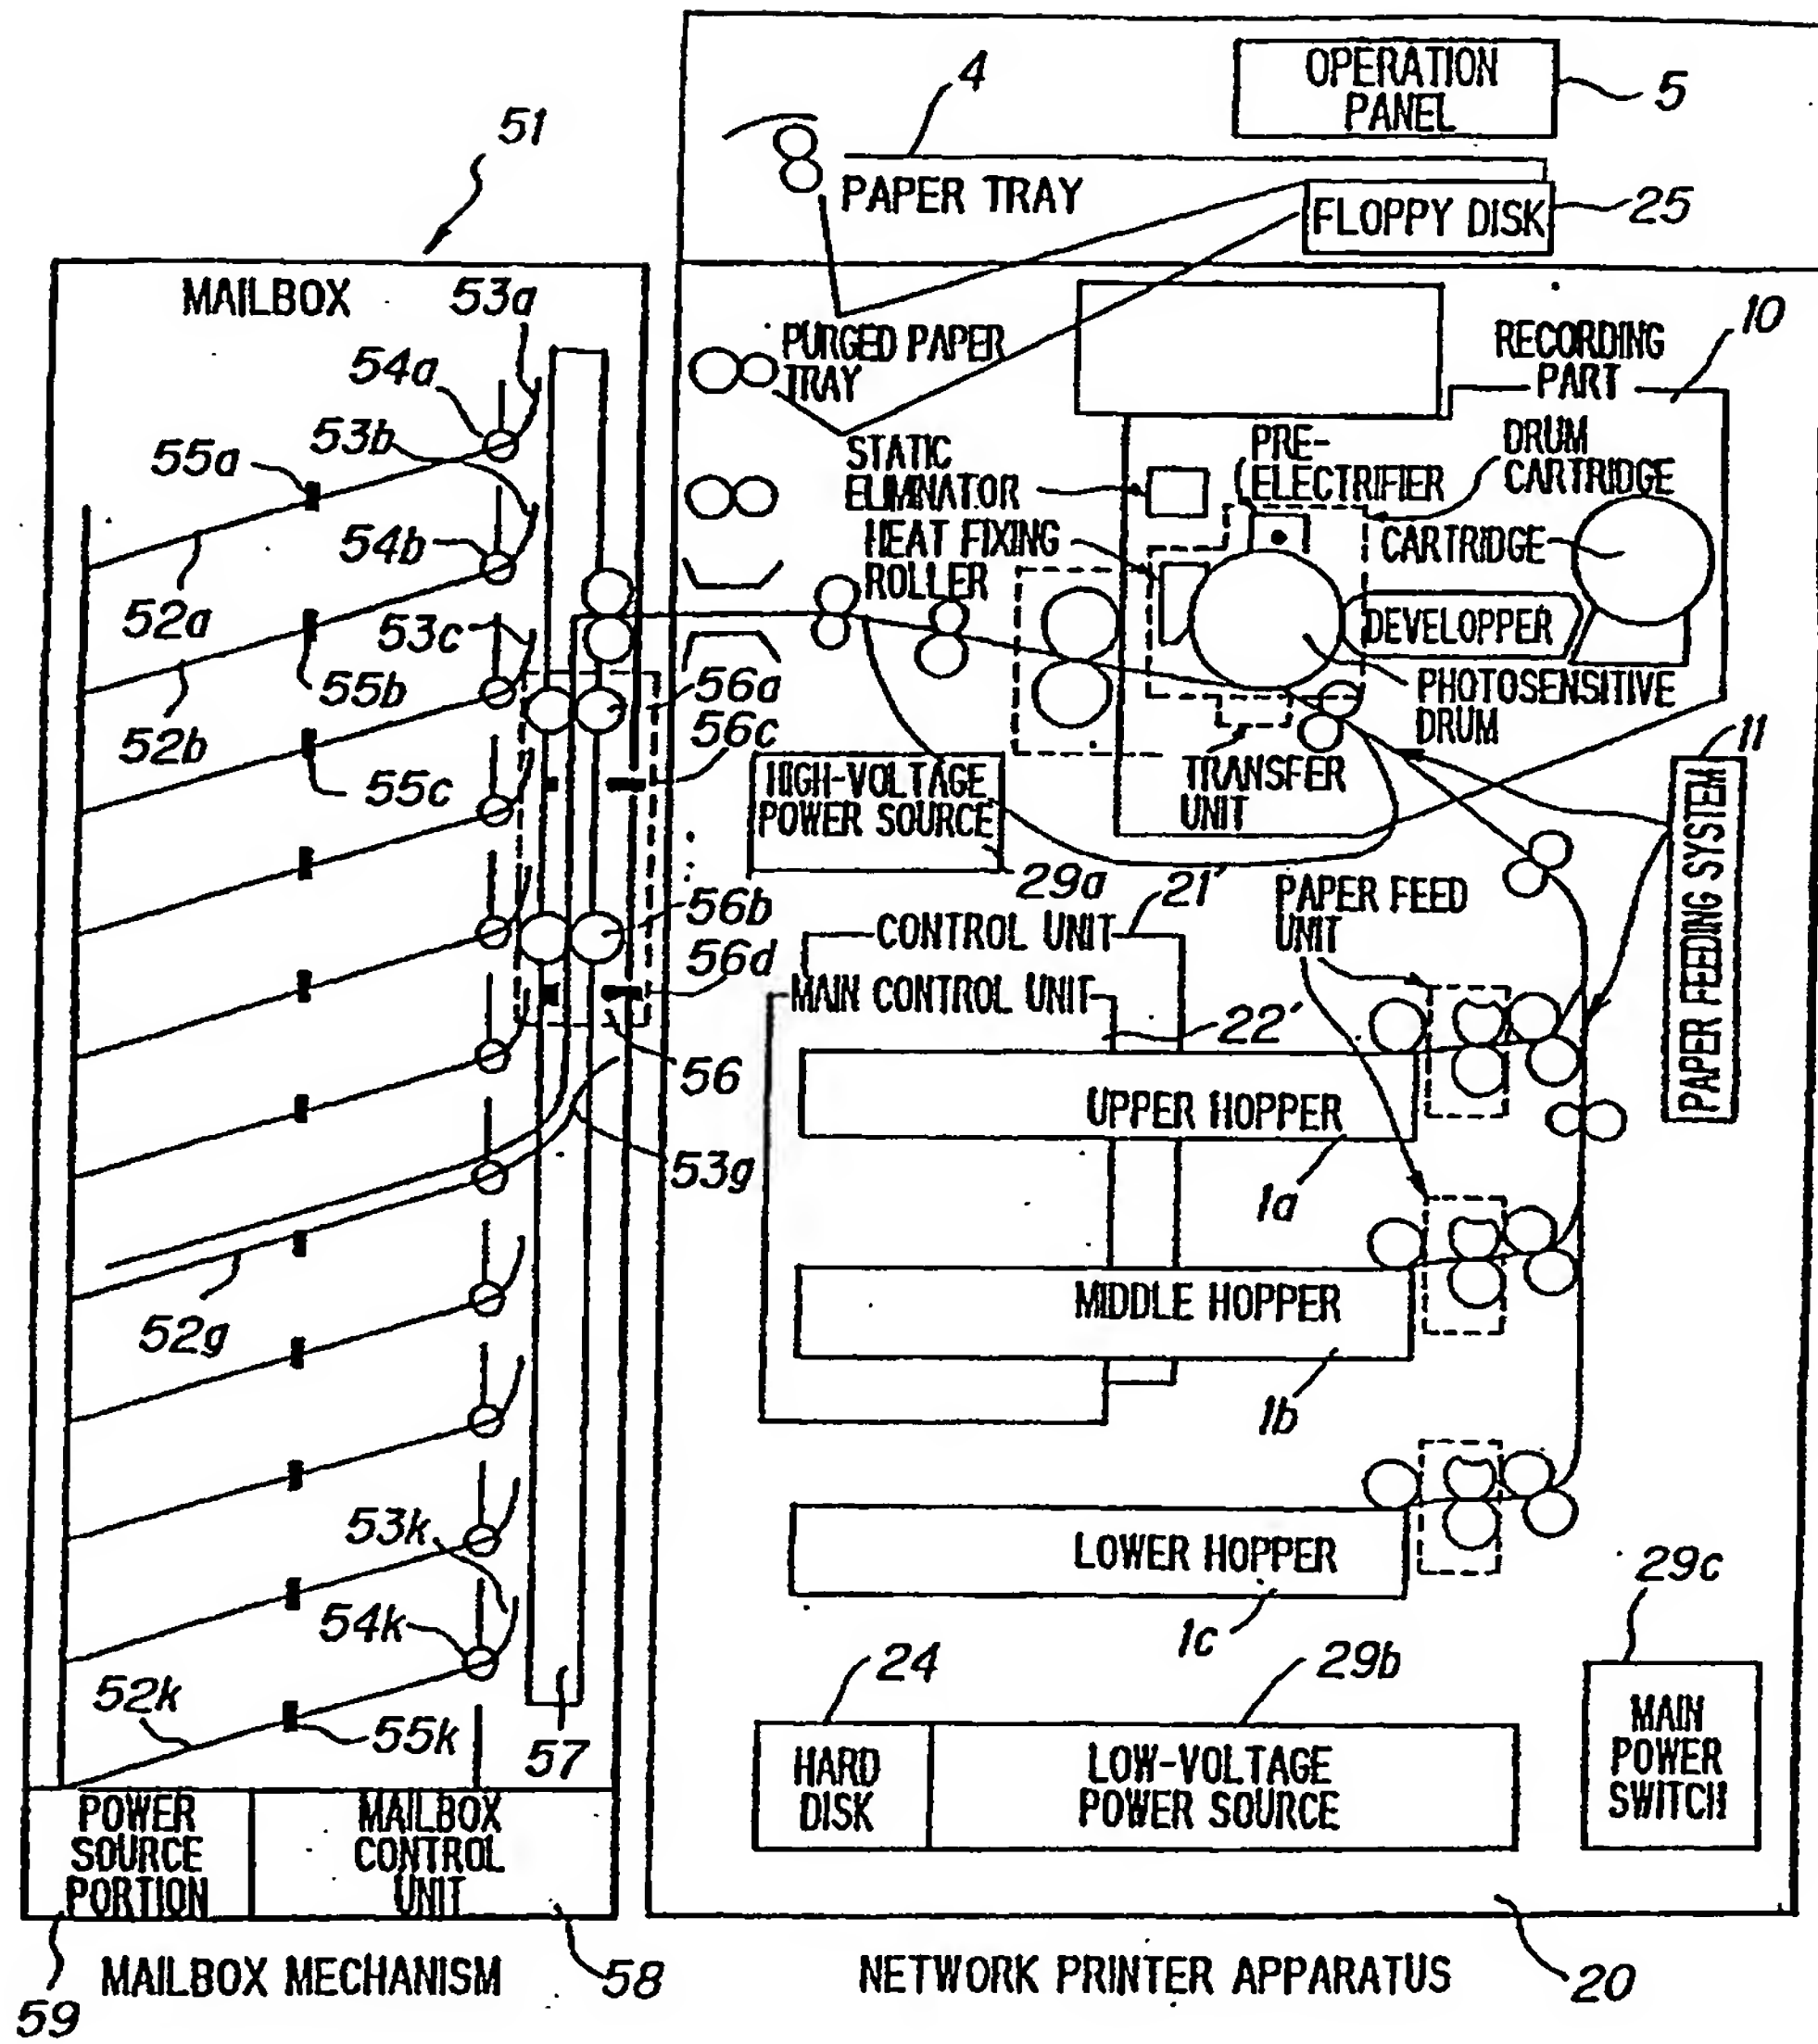 OPERATION
PANEL
5
4
PAPER TRAY
FLOPPY DISK
25
51
MAILBOX
53a
54a
53b
55a
54b
52a
53c
55b
52b
55c
56a
56c
56b
56d
56
53g
52g
53k
54k
52k
55k
57
POWER
SOURCE
PORTION
MAILBOX
CONTROL
UNIT
59
58
MAILBOX MECHANISM
PURGED PAPER
TRAY
RECORDING
PART
10
STATIC
ELIMNATOR
PRE-
ELECTRIFIER
DRUM
CARTRIDGE
HEAT FIXING
ROLLER
CARTRIDGE
DEVELOPPER
PHOTOSENSITIVE
DRUM
TRANSFER
UNIT
11
PAPER FEEDING SYSTEM
HIGH-VOLTAGE
POWER SOURCE
29a
21'
CONTROL UNIT
PAPER FEED
UNIT
MAIN CONTROL UNIT
22'
UPPER HOPPER
1a
MIDDLE HOPPER
1b
LOWER HOPPER
1c
29c
24
29b
HARD
DISK
LOW-VOLTAGE
POWER SOURCE
MAIN
POWER
SWITCH
NETWORK PRINTER APPARATUS
20